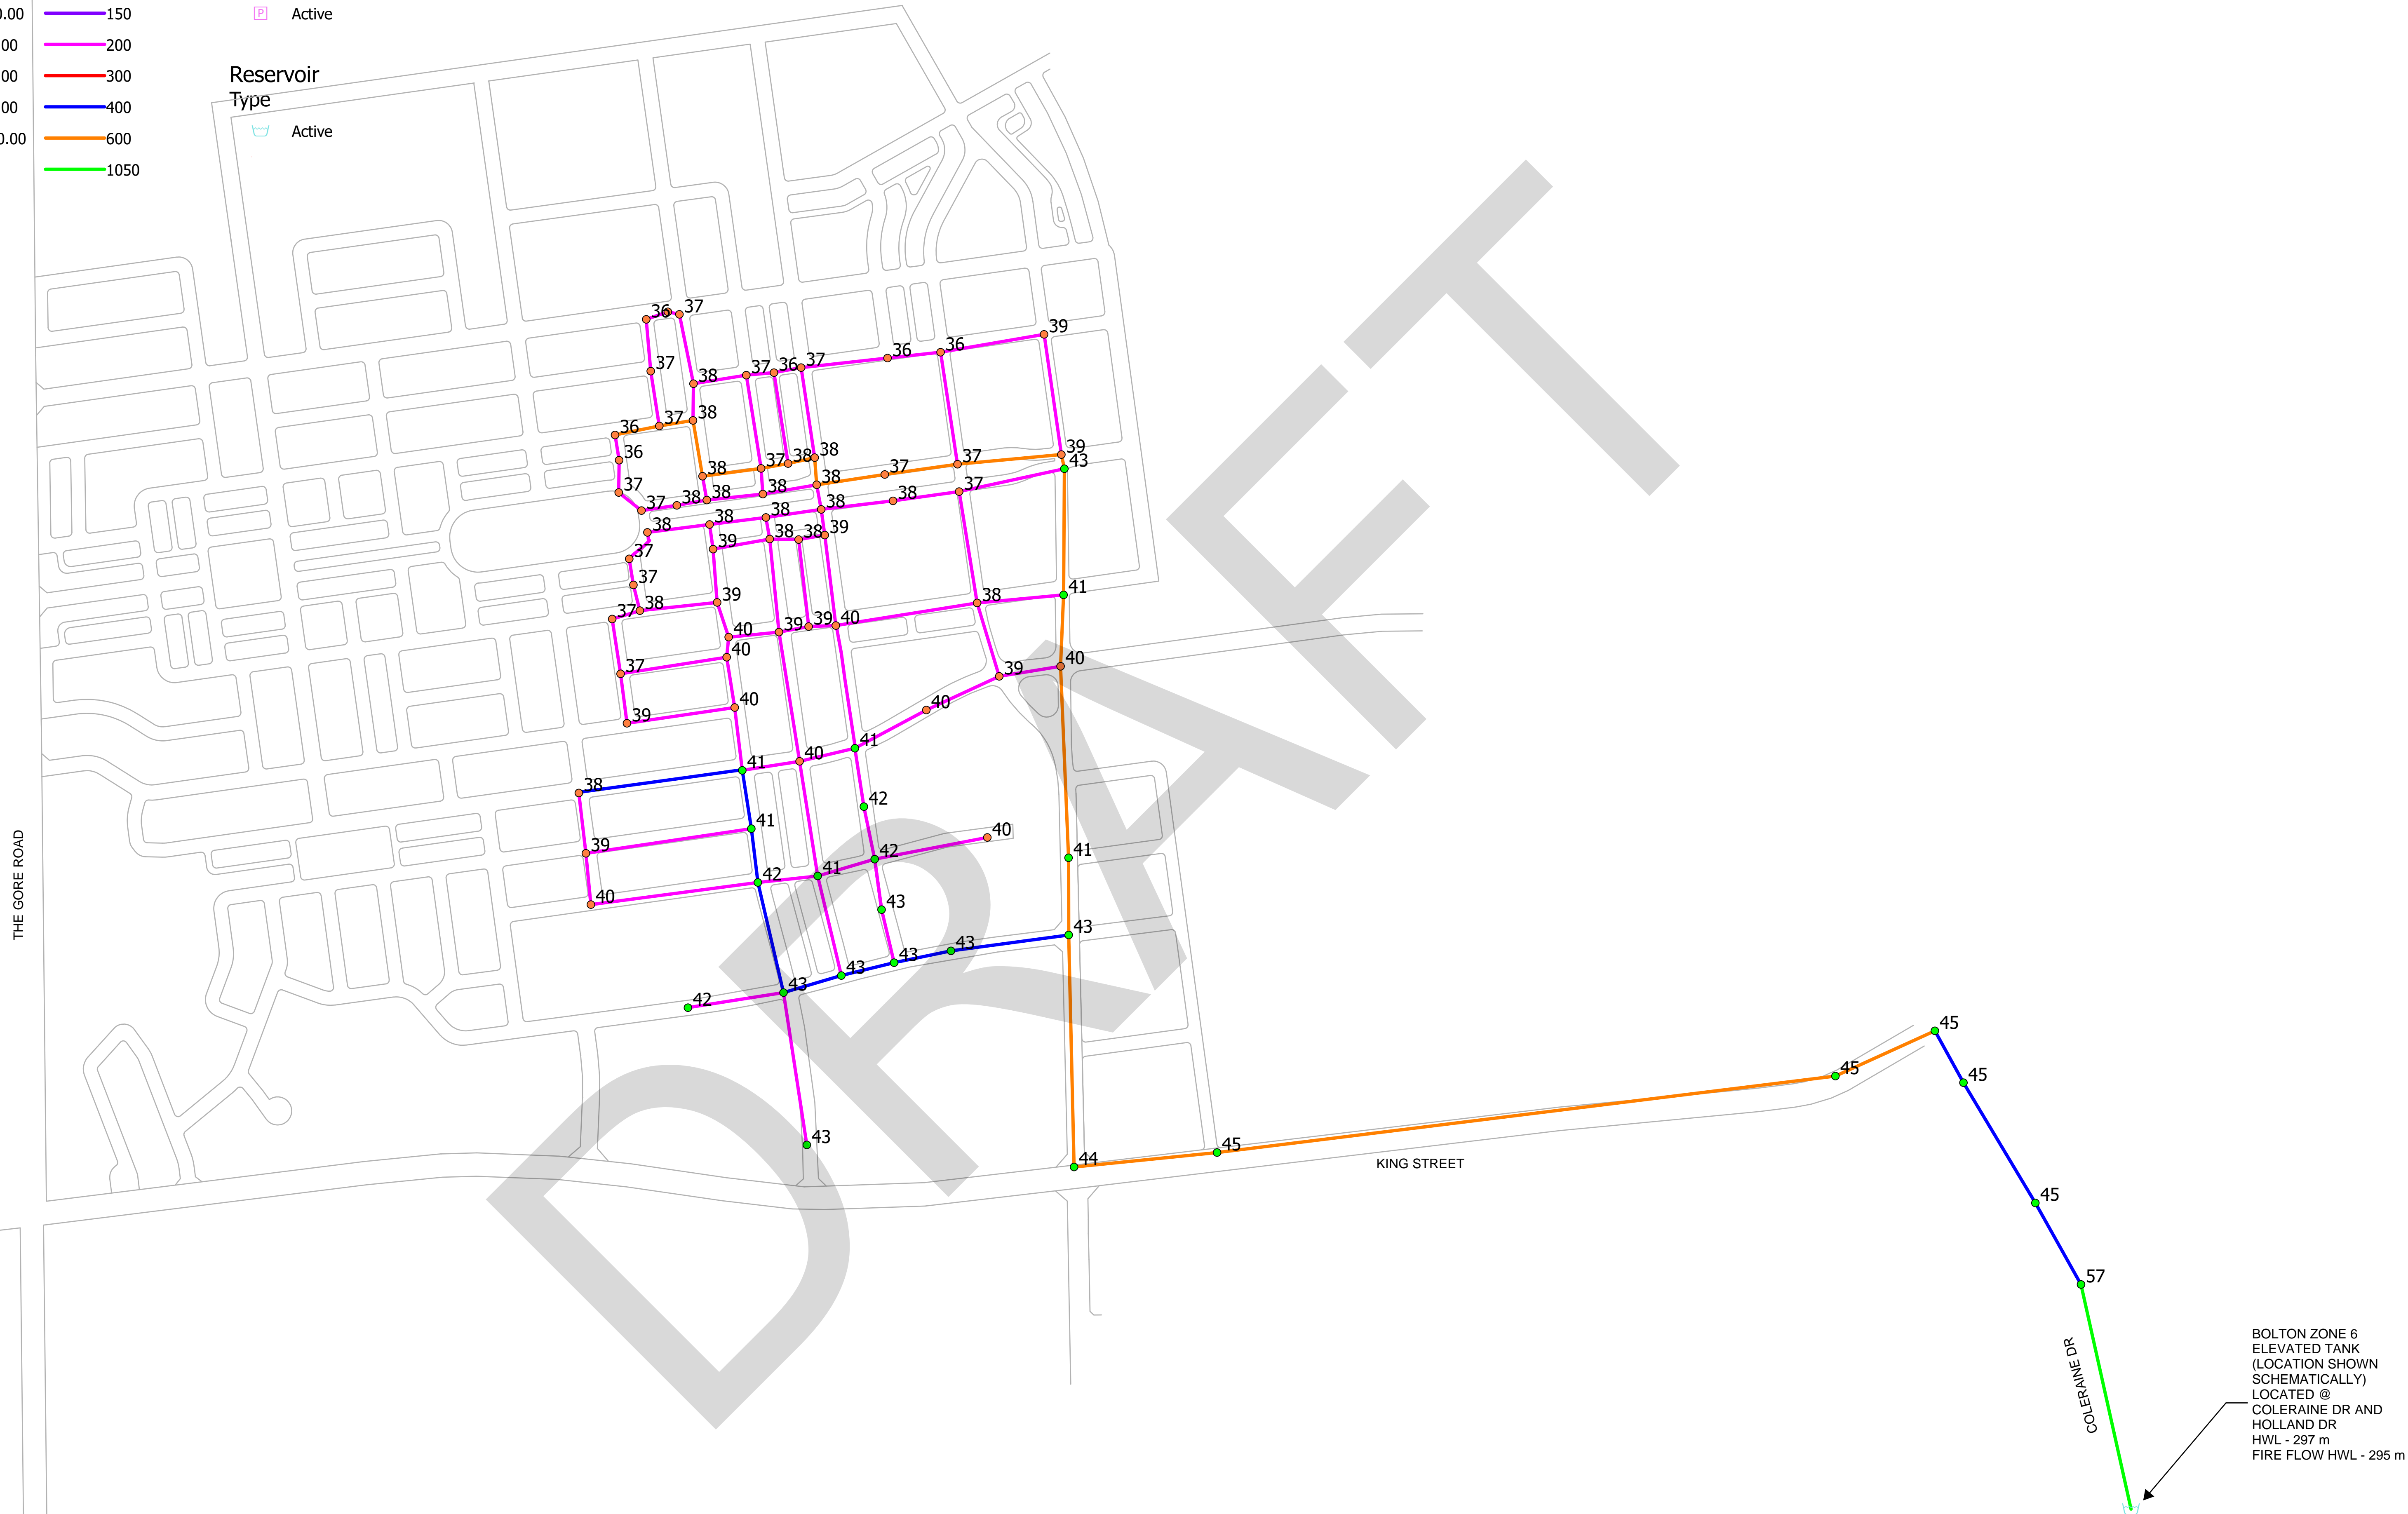 0.00 150
00 200
00 300
00 400
0.00 600
1050
P Active
Reservoir
Type
Active
36 37
37
38 37 36 37 36 36 39
36 37 38
36
38 37 38 38 37 37 39
43
37
37 38 38 38 38 38 37
38 38 38 38
37 39 38 38 39
37
37 38 39 38 41
40 39 39 40
37 40 39 40
39 40 40
41 40 41
38 42
41 40
39 42 41
42 41
40 43
43 43
43 43
42 43
43
44 45
45 45
45
45
57
THE GORE ROAD
KING STREET
COLERAINE DR
BOLTON ZONE 6
ELEVATED TANK
(LOCATION SHOWN
SCHEMATICALLY)
LOCATED @
COLERAINE DR AND
HOLLAND DR
HWL - 297 m
FIRE FLOW HWL - 295 m
DRAFT